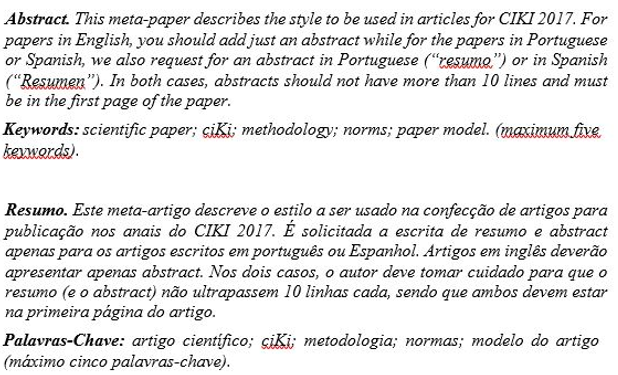 Abstract. This meta-paper describes the style to be used in articles for CIKI 2017. For
papers in English, you should add just an abstract while for the papers in Portuguese
or Spanish, we also request for an abstract in Portuguese (“resumo”) or in Spanish
(“Resumen”). In both cases, abstracts should not have more than 10 lines and must
be in the first page of the paper.
Keywords: scientific paper; ciKi; methodology; norms; paper model. (maximum five
keywords).
Resumo. Este meta-artigo descreve o estilo a ser usado na confecção de artigos para
publicação nos anais do CIKI 2017. É solicitada a escrita de resumo e abstract
apenas para os artigos escritos em português ou Espanhol. Artigos em inglês deverão
apresentar apenas abstract. Nos dois casos, o autor deve tomar cuidado para que o
resumo (e o abstract) não ultrapassem 10 linhas cada, sendo que ambos devem estar
na primeira página do artigo.
Palavras-Chave: artigo científico; ciKi; metodologia; normas; modelo do artigo
(máximo cinco palavras-chave).